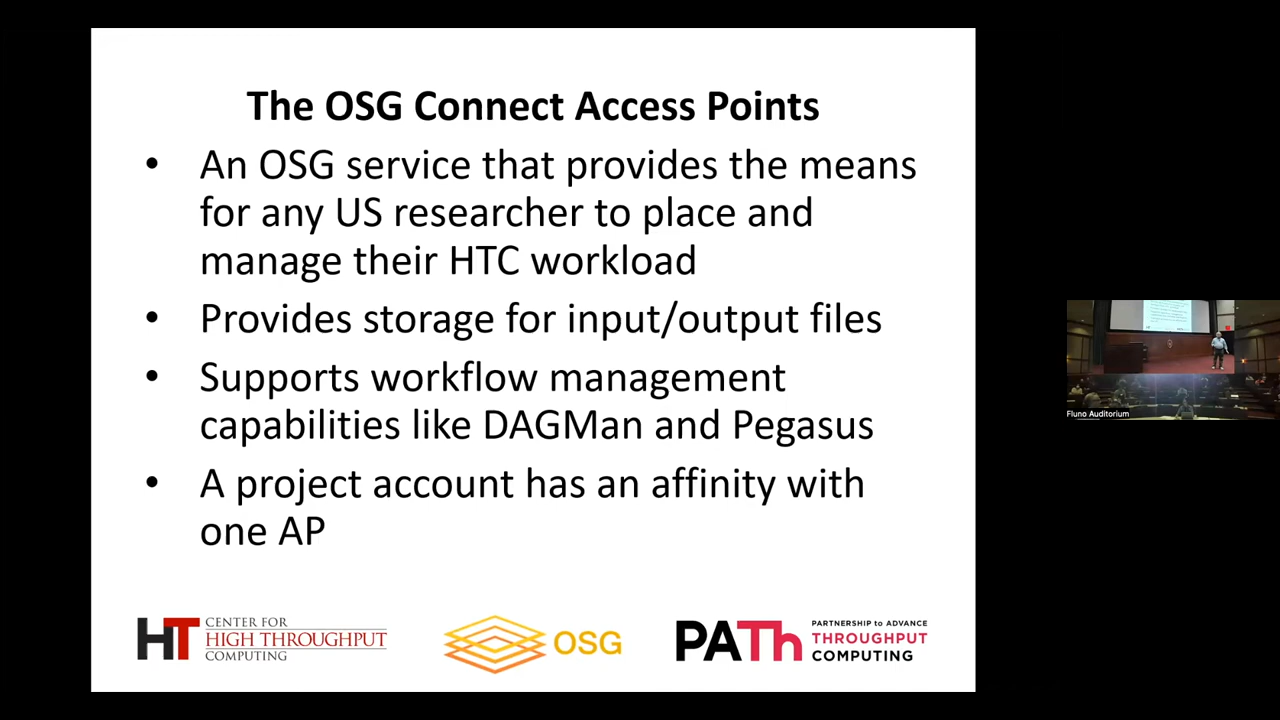 The OSG Connect Access Points
• An OSG service that provides the means
for any US researcher to place and
manage their HTC workload
• Provides storage for input/output files
• Supports workflow management
capabilities like DAGMan and Pegasus
• A project account has an affinity with
one AP
HT CENTER FOR
HIGH THROUGHPUT
COMPUTING
OSG
PATh PARTNERSHIP to ADVANCE
THROUGHPUT
COMPUTING
Fluno Auditorium